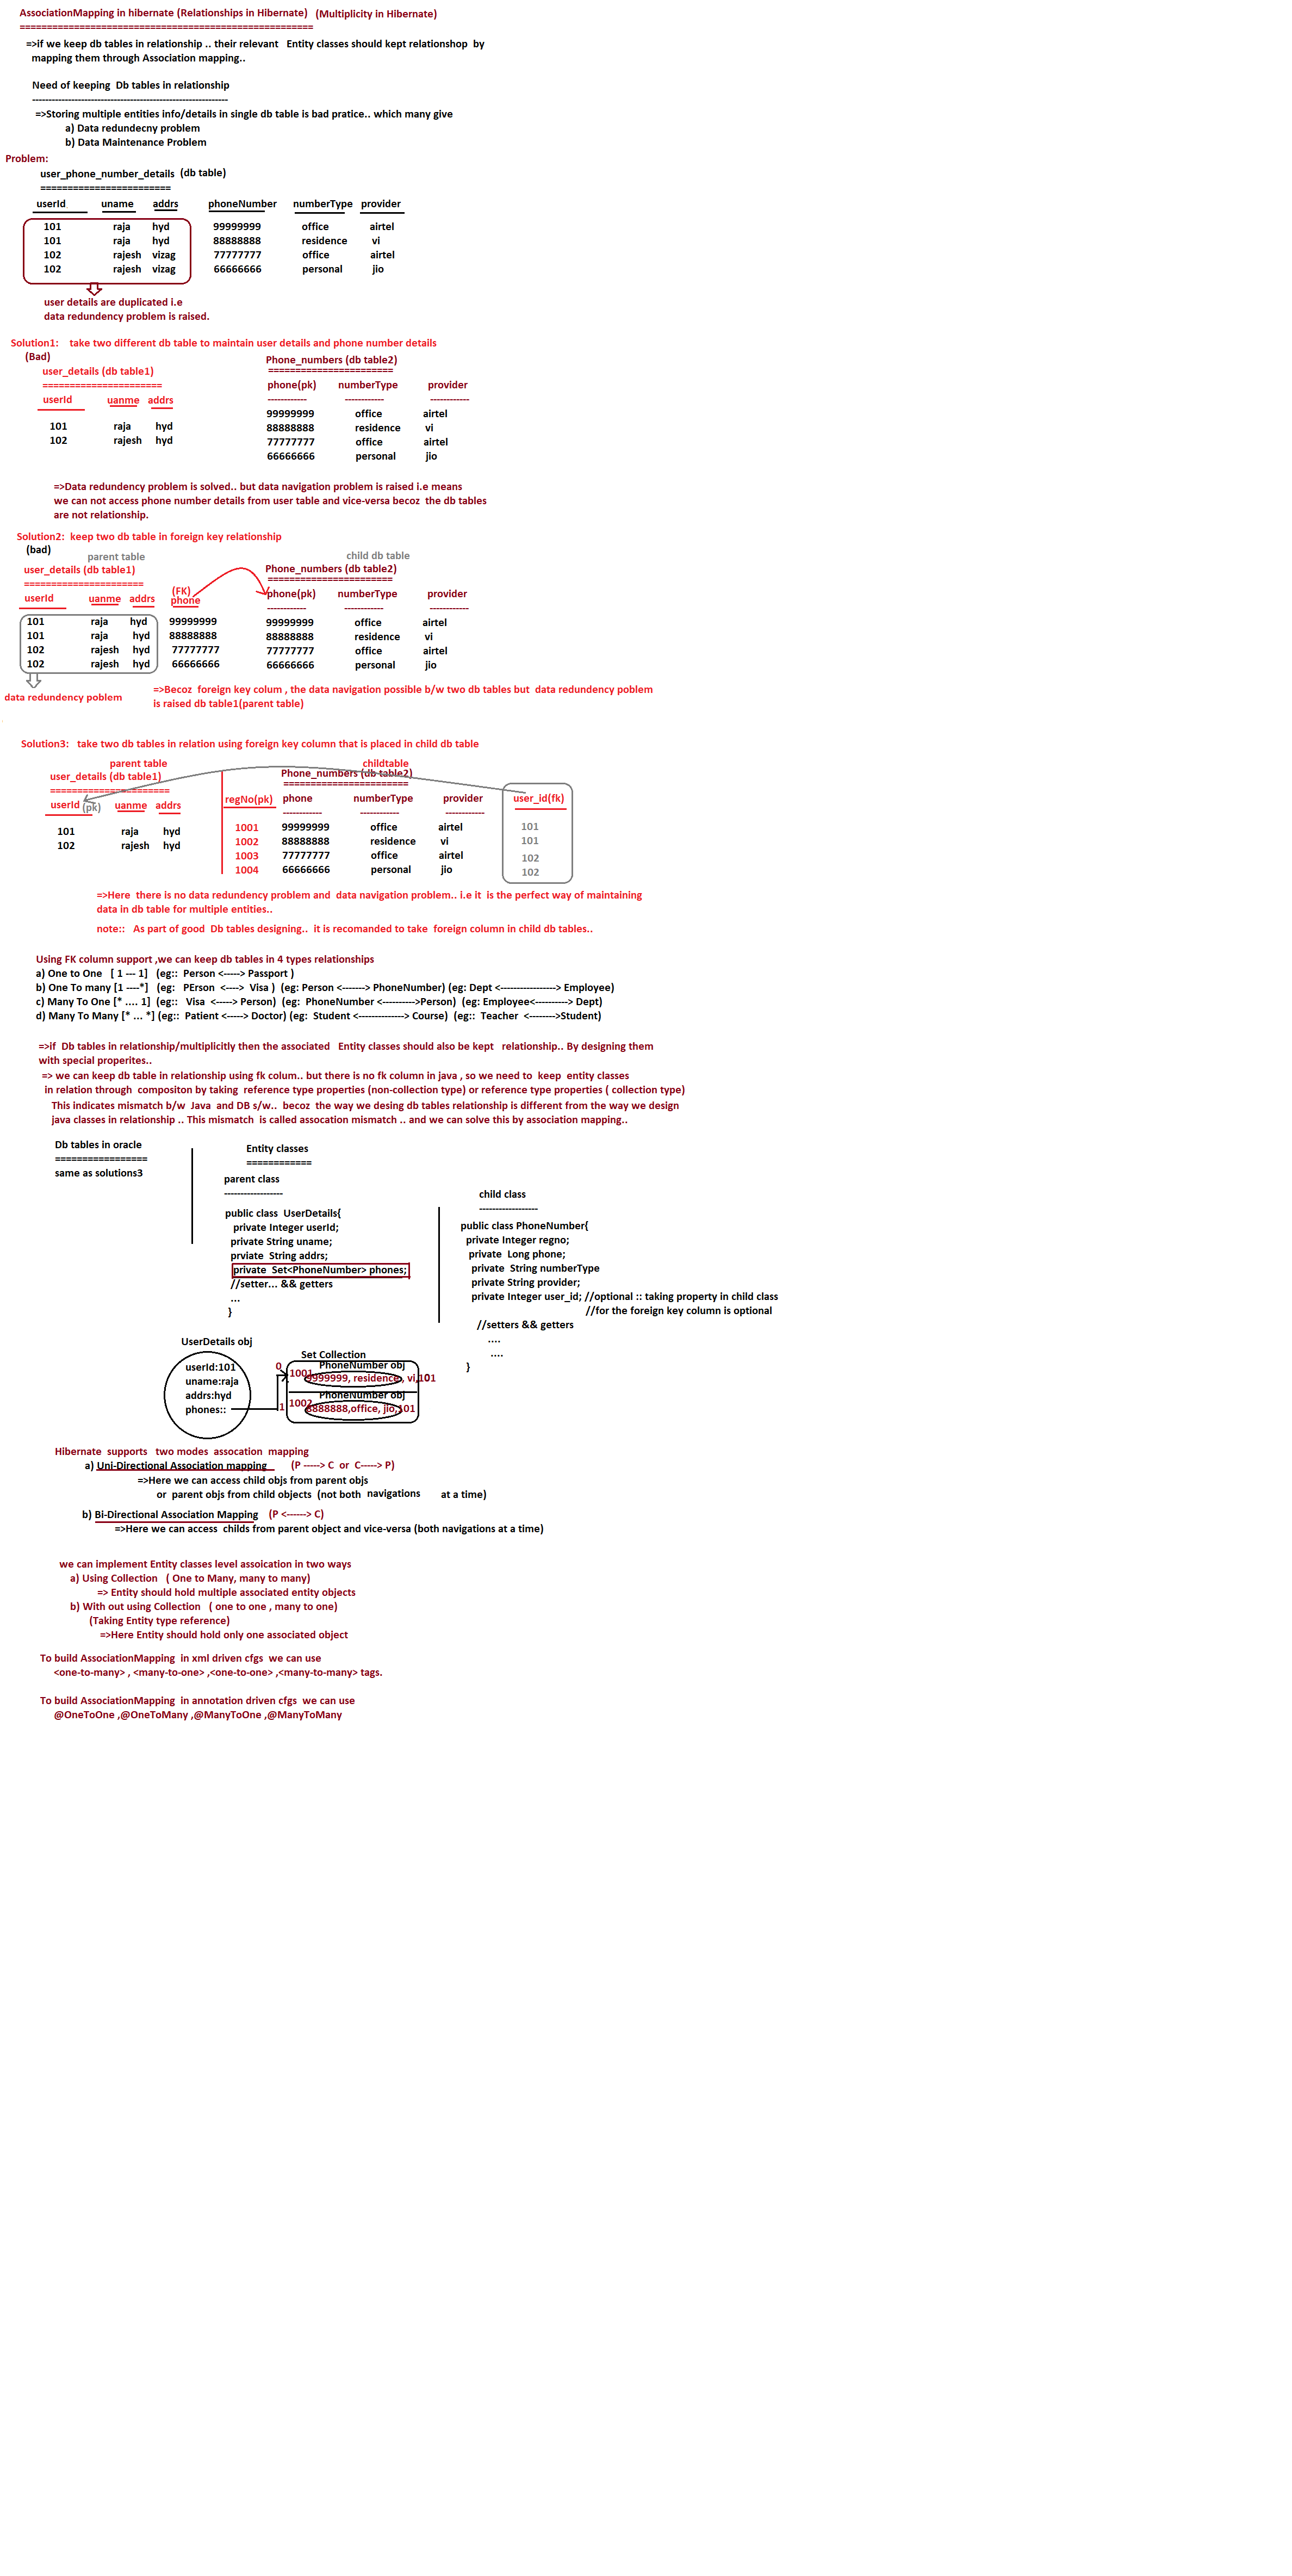 AssociationMapping in hibernate (Relationships in Hibernate)   (Multiplicity in Hibernate)
======================================================
=>if we keep db tables in relationship .. their relevant   Entity classes should kept relationshop  by
mapping them through Association mapping..
Need of keeping  Db tables in relationship
------------------------------------------------------------
=>Storing multiple entities info/details in single db table is bad pratice.. which many give
a) Data redundecny problem
b) Data Maintenance Problem
Problem:
user_phone_number_details  (db table)
========================
userId   uname   addrs   phoneNumber   numberType   provider
101   raja   hyd   99999999   office   airtel
101   raja   hyd   88888888   residence   vi
102   rajesh   vizag   77777777   office   airtel
102   rajesh   vizag   66666666   personal   jio
user details are duplicated i.e
data redundency problem is raised.
Solution1:    take two different db table to maintain user details and phone number details
(Bad)   Phone_numbers (db table2)
user_details (db table1)   =======================
======================   phone(pk)   numberType   provider
userId   uanme   addrs   ------------   ------------   ------------
99999999   office   airtel
101   raja   hyd   88888888   residence   vi
102   rajesh   hyd   77777777   office   airtel
66666666   personal   jio
=>Data redundency problem is solved.. but data navigation problem is raised i.e means
we can not access phone number details from user table and vice-versa becoz  the db tables
are not relationship.
Solution2:  keep two db table in foreign key relationship
(bad)   parent table   child db table
user_details (db table1)   Phone_numbers (db table2)
======================   =======================
(FK)
userId   uanme   addrs   phone   phone(pk)   numberType   provider
------------   ------------   ------------
101   raja   hyd   99999999   99999999   office   airtel
101   raja   hyd   88888888   88888888   residence   vi
102   rajesh   hyd   77777777   77777777   office   airtel
102   rajesh   hyd   66666666   66666666   personal   jio
data redundency poblem   =>Becoz  foreign key colum , the data navigation possible b/w two db tables but  data redundency poblem
is raised db table1(parent table)
Solution3:   take two db tables in relation using foreign key column that is placed in child db table
parent table   childtable
user_details (db table1)   Phone_numbers (db table2)
======================   =======================
userId (pk)   uanme   addrs   regNo(pk)   phone   numberType   provider   user_id(fk)
------------   ------------   ------------
101   raja   hyd   1001   99999999   office   airtel   101
102   rajesh   hyd   1002   88888888   residence   vi   101
1003   77777777   office   airtel   102
1004   66666666   personal   jio   102
=>Here  there is no data redundency problem and  data navigation problem.. i.e it  is the perfect way of maintaining
data in db table for multiple entities..
note::   As part of good  Db tables designing..  it is recomanded to take  foreign column in child db tables..
Using FK column support ,we can keep db tables in 4 types relationships
a) One to One   [ 1 --- 1]   (eg::  Person <-----> Passport )
b) One To many [1 ----*]   (eg:   PErson  <---->  Visa )  (eg: Person <-------> PhoneNumber) (eg: Dept <-----------------> Employee)
c) Many To One [* .... 1]  (eg::   Visa  <-----> Person)  (eg:  PhoneNumber <---------->Person)  (eg: Employee<----------> Dept)
d) Many To Many [* ... *] (eg::  Patient <-----> Doctor) (eg:  Student <--------------> Course)  (eg::  Teacher  <-------->Student)
=>if  Db tables in relationship/multiplicitly then the associated   Entity classes should also be kept   relationship.. By designing them
with special properites..
=> we can keep db table in relationship using fk colum.. but there is no fk column in java , so we need to  keep  entity classes
in relation through  compositon by taking  reference type properties (non-collection type) or reference type properties ( collection type)
This indicates mismatch b/w  Java  and DB s/w..  becoz  the way we desing db tables relationship is different from the way we design
java classes in relationship .. This mismatch  is called assocation mismatch .. and we can solve this by association mapping..
Db tables in oracle   Entity classes
=================   ============
same as solutions3   parent class
------------------   child class
------------------
public class  UserDetails{   public class PhoneNumber{
private Integer userId;   private Integer regno;
private String uname;   private  Long phone;
prviate  String addrs;   private  String numberType
private  Set<PhoneNumber> phones;   private String provider;
//setter... && getters   private Integer user_id; //optional :: taking property in child class
...   //for the foreign key column is optional
}   //setters && getters
....
....
}
UserDetails obj
Set Collection
userId:101   0   1001   PhoneNumber obj
uname:raja   9999999, residence , vi,101
addrs:hyd   PhoneNumber obj
phones::   1   1002   8888888,office, jio,101
Hibernate  supports   two modes  assocation  mapping
a) Uni-Directional Association mapping   (P -----> C  or  C-----> P)
=>Here we can access child objs from parent objs
or  parent objs from child objects  (not both  navigations   at a time)
b) Bi-Directional Association Mapping   (P <------> C)
=>Here we can access  childs from parent object and vice-versa (both navigations at a time)
we can implement Entity classes level assoication in two ways
a) Using Collection   ( One to Many, many to many)
=> Entity should hold multiple associated entity objects
b) With out using Collection   ( one to one , many to one)
(Taking Entity type reference)
=>Here Entity should hold only one associated object
To build AssociationMapping  in xml driven cfgs  we can use
<one-to-many> , <many-to-one> ,<one-to-one> ,<many-to-many> tags.
To build AssociationMapping  in annotation driven cfgs  we can use
@OneToOne ,@OneToMany ,@ManyToOne ,@ManyToMany